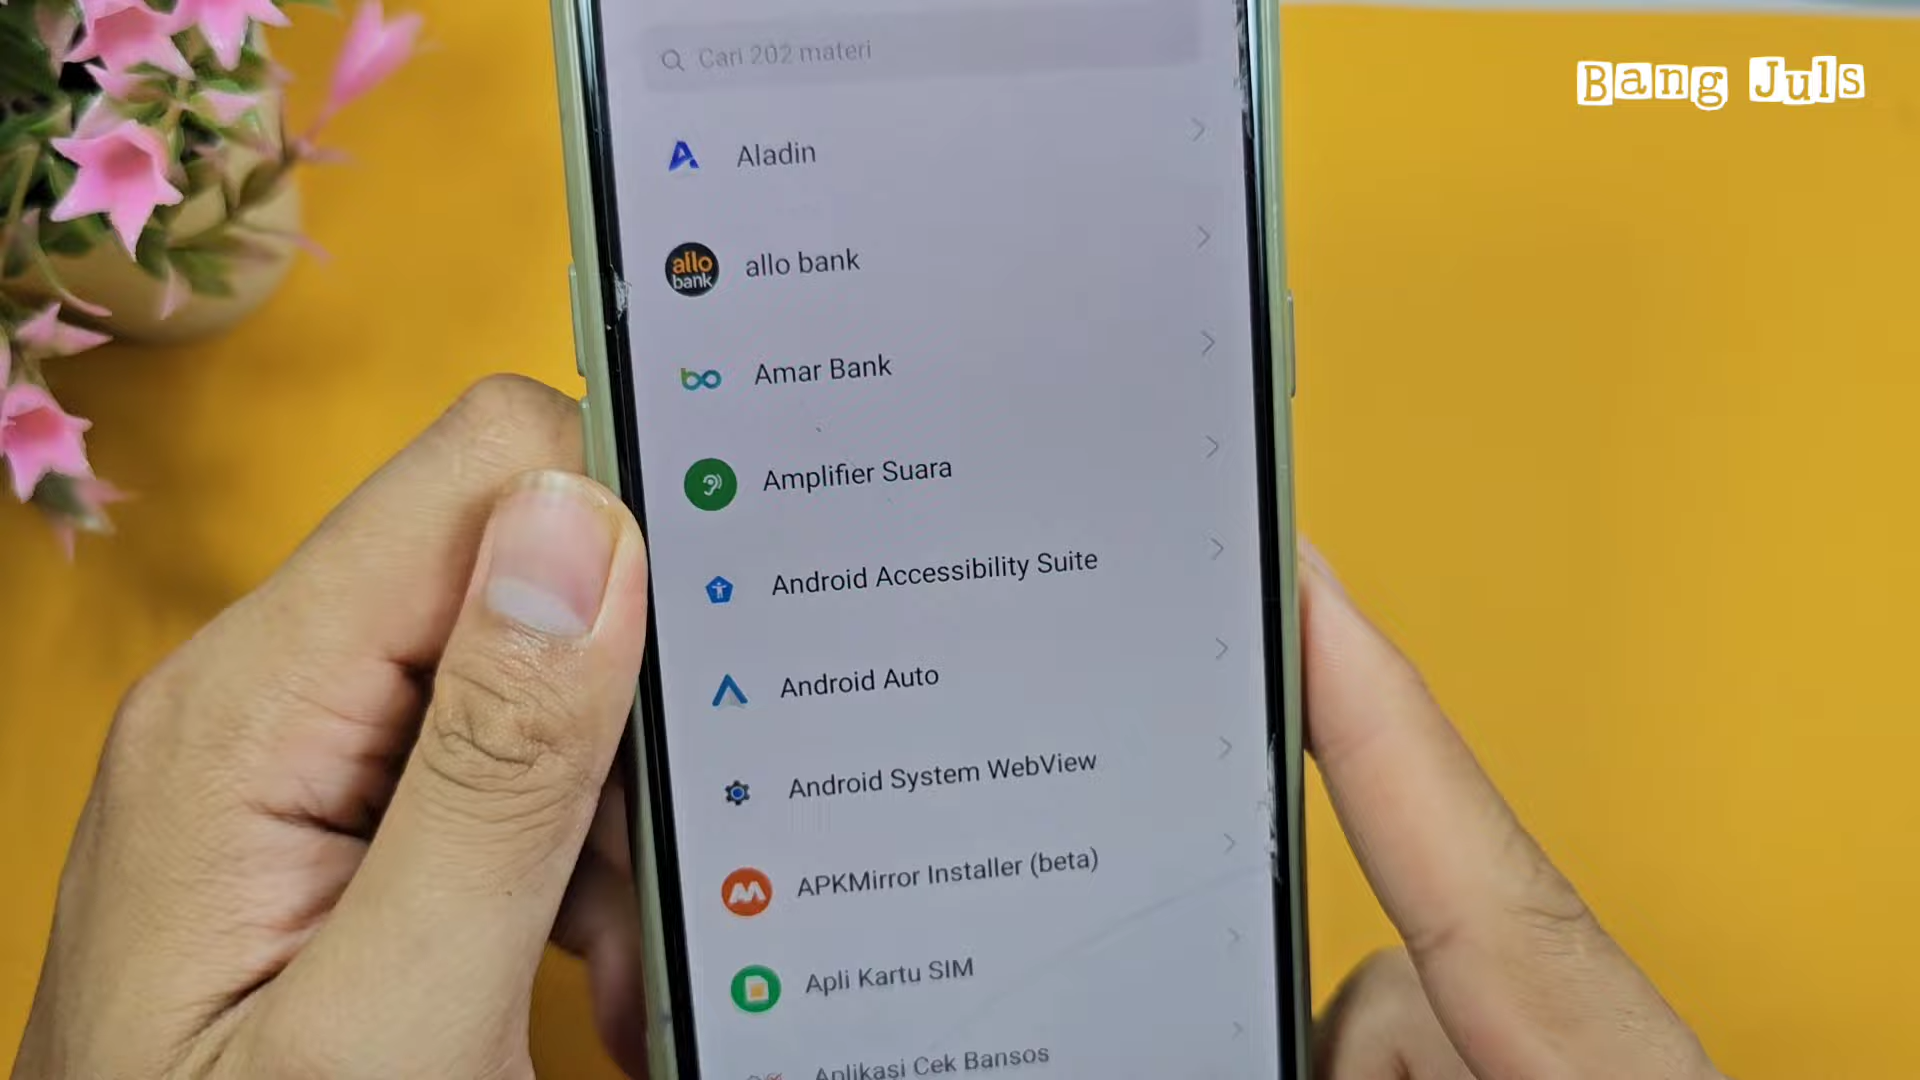 Cari 202 materi
Bang Juls
Aladin
allo bank
allo bank
Amar Bank
Amplifier Suara
Android Accessibility Suite
Android Auto
Android System WebView
APKMirror Installer (beta)
Apli Kartu SIM
Aplikasi Cek Bansos